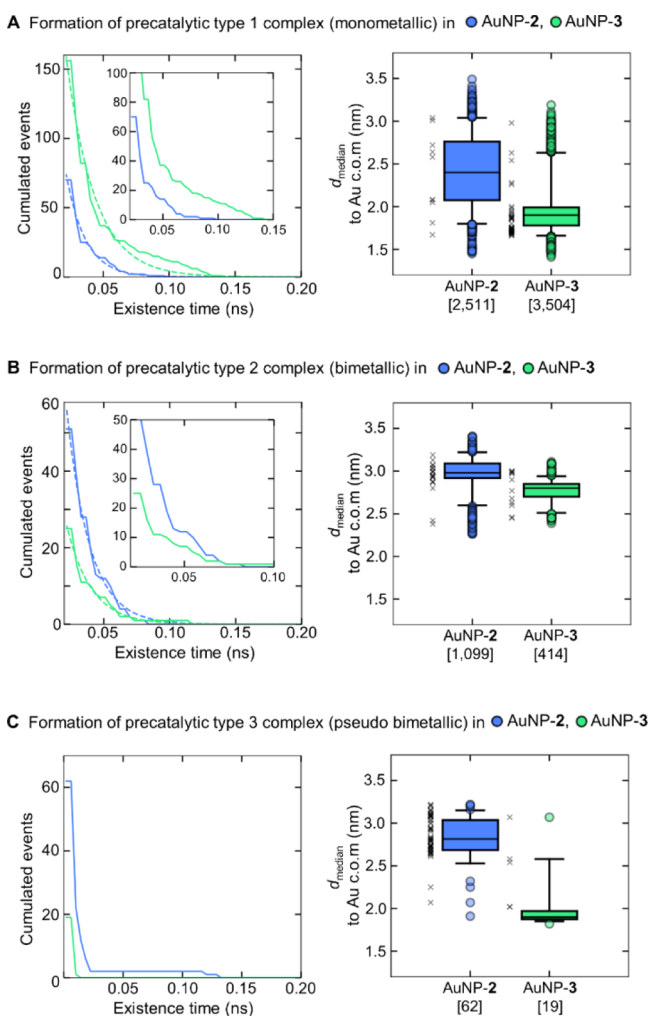 A Formation of precatalytic type 1 complex (monometallic) in AuNP-2, AuNP-3
150
100
50
0
Cumulated events
0.05 0.10 0.15 0.20
Existence time (ns)
100
80
60
40
20
0
0.05 0.10 0.15
3.5
3.0
2.5
2.0
1.5
dmedian
to Au c.o.m (nm)
AuNP-2 AuNP-3
[2,511] [3,504]
B Formation of precatalytic type 2 complex (bimetallic) in AuNP-2, AuNP-3
60
40
20
0
Cumulated events
0.05 0.10 0.15 0.20
Existence time (ns)
50
40
30
20
10
0
0.05 0.10
3.5
3.0
2.5
2.0
1.5
dmedian
to Au c.o.m (nm)
AuNP-2 AuNP-3
[1,099] [414]
C Formation of precatalytic type 3 complex (pseudo bimetallic) in AuNP-2, AuNP-3
60
40
20
0
Cumulated events
0.05 0.10 0.15 0.20
Existence time (ns)
3.5
3.0
2.5
2.0
1.5
dmedian
to Au c.o.m (nm)
AuNP-2 AuNP-3
[62] [19]